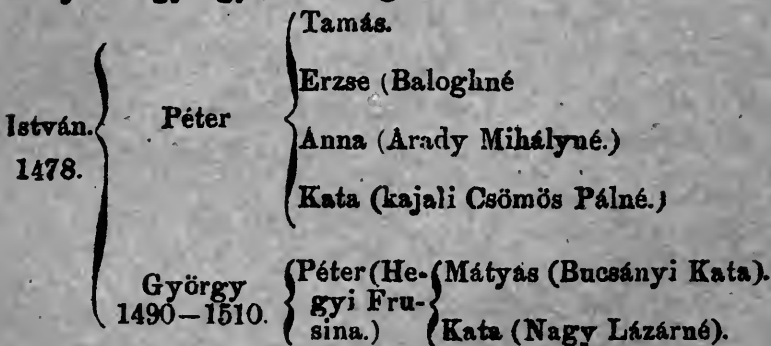 Tamás.
Erzse (Baloghné
István.
1478.
Péter
Anna (Arady Mihályné.)
Kata (kajali Csömös Pálné.)
György
1490–1510.
Péter (He-
gyi Fru-
sina.)
Mátyás (Bucsányi Kata).
Kata (Nagy Lázárné).